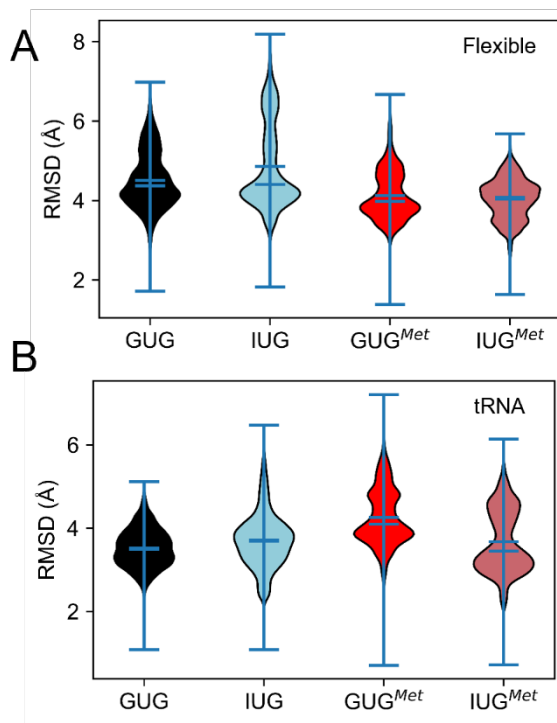 A
Flexible
RMSD (Å)
8
6
4
2
GUG
IUG
GUG^Met
IUG^Met
B
tRNA
RMSD (Å)
6
4
2
GUG
IUG
GUG^Met
IUG^Met